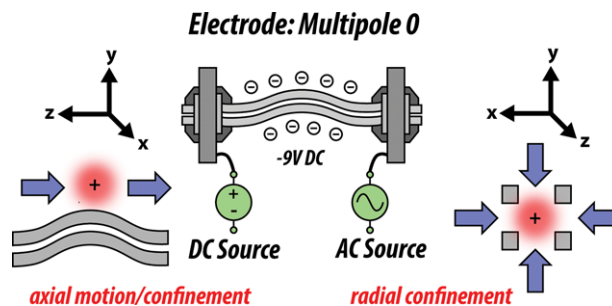 Electrode: Multipole 0
y
z
x
+
- - - - -
- - - -
-9V DC
y
x
z
+
-
DC Source
AC Source
+
axial motion/confinement
radial confinement